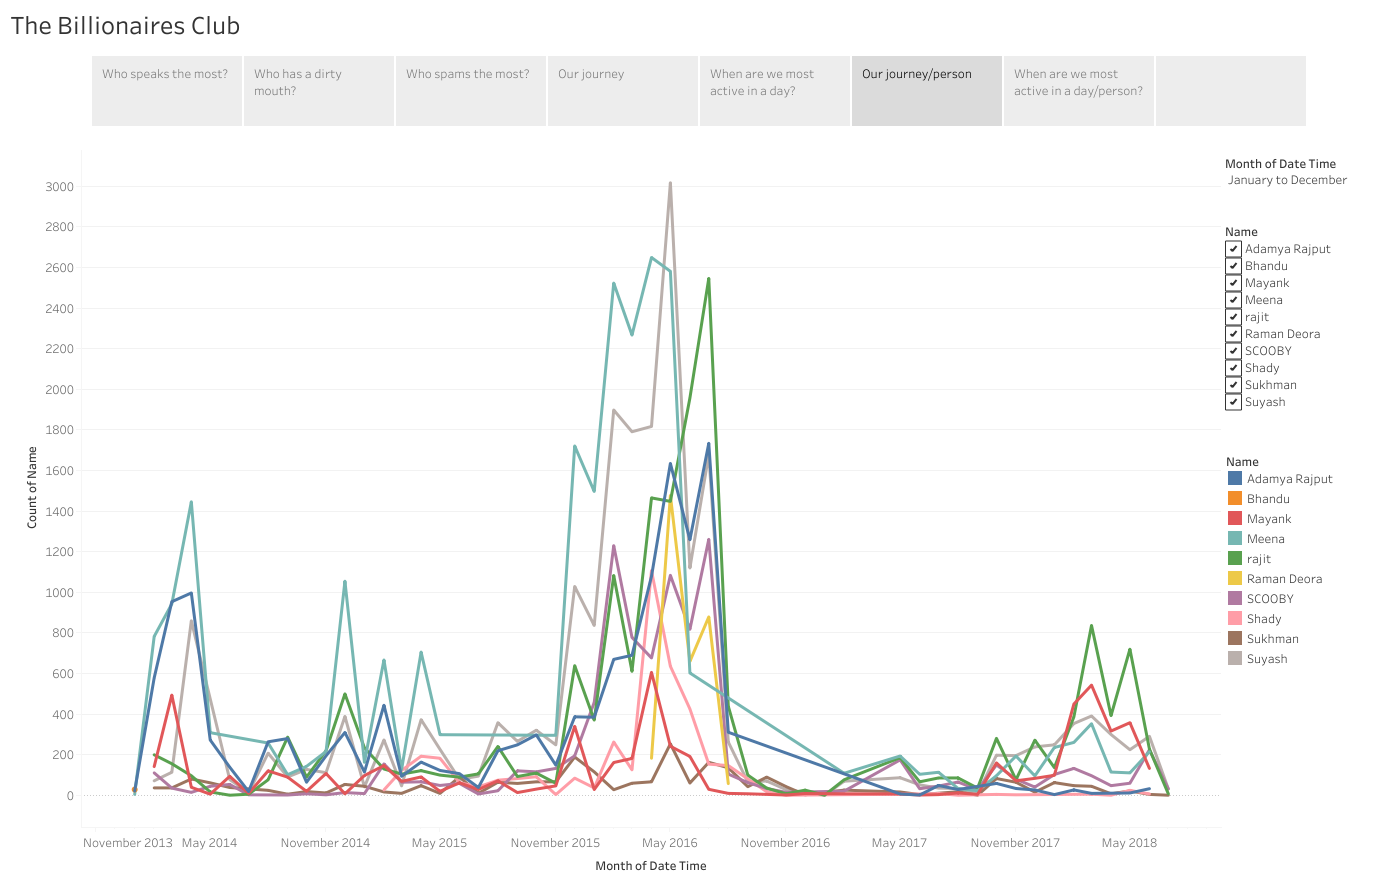 The Billionaires Club
Who speaks the most?
Who has a dirty
mouth?
Who spams the most?
Our journey
When are we most
active in a day?
Our journey/person
When are we most
active in a day/person?
3000
2800
2600
2400
2200
2000
1800
1600
1400
1200
1000
800
600
400
200
0
Count of Name
November 2013
May 2014
November 2014
May 2015
November 2015
May 2016
November 2016
May 2017
November 2017
May 2018
Month of Date Time
Month of Date Time
January to December
Name
Adamya Rajput
Bhandu
Mayank
Meena
rajit
Raman Deora
SCOOBY
Shady
Sukhman
Suyash
Name
Adamya Rajput
Bhandu
Mayank
Meena
rajit
Raman Deora
SCOOBY
Shady
Sukhman
Suyash